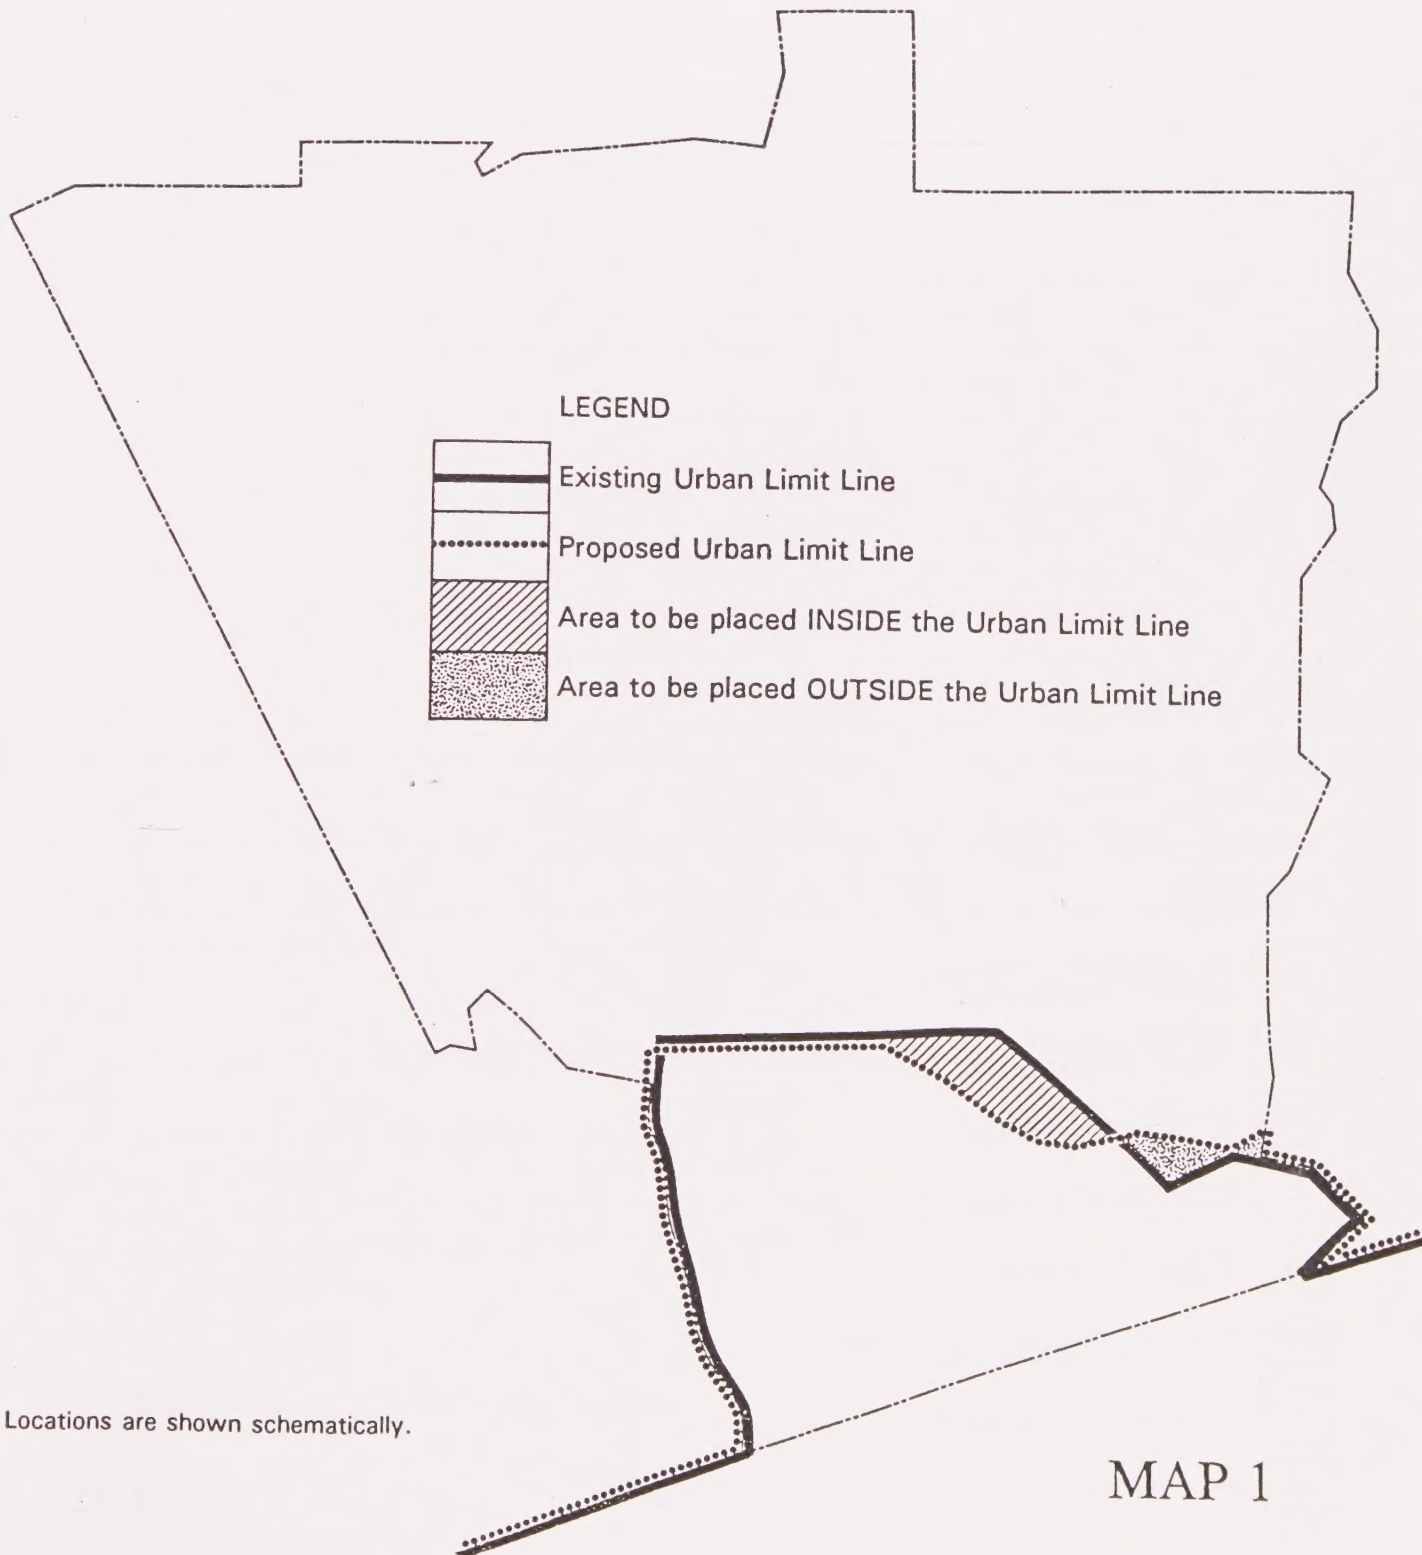 LEGEND
Existing Urban Limit Line
Proposed Urban Limit Line
Area to be placed INSIDE the Urban Limit Line
Area to be placed OUTSIDE the Urban Limit Line
Locations are shown schematically.
MAP 1